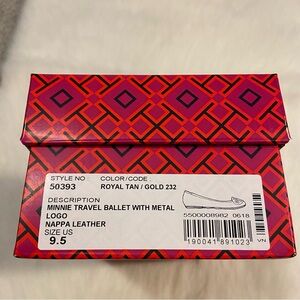 STYLE NO: COLOR/CODE:
50393 ROYAL TAN / GOLD 232
DESCRIPTION
MINNIE TRAVEL BALLET WITH METAL
LOGO
NAPPA LEATHER
SIZE US
9.5
5500008982 0618
190041891023
VN